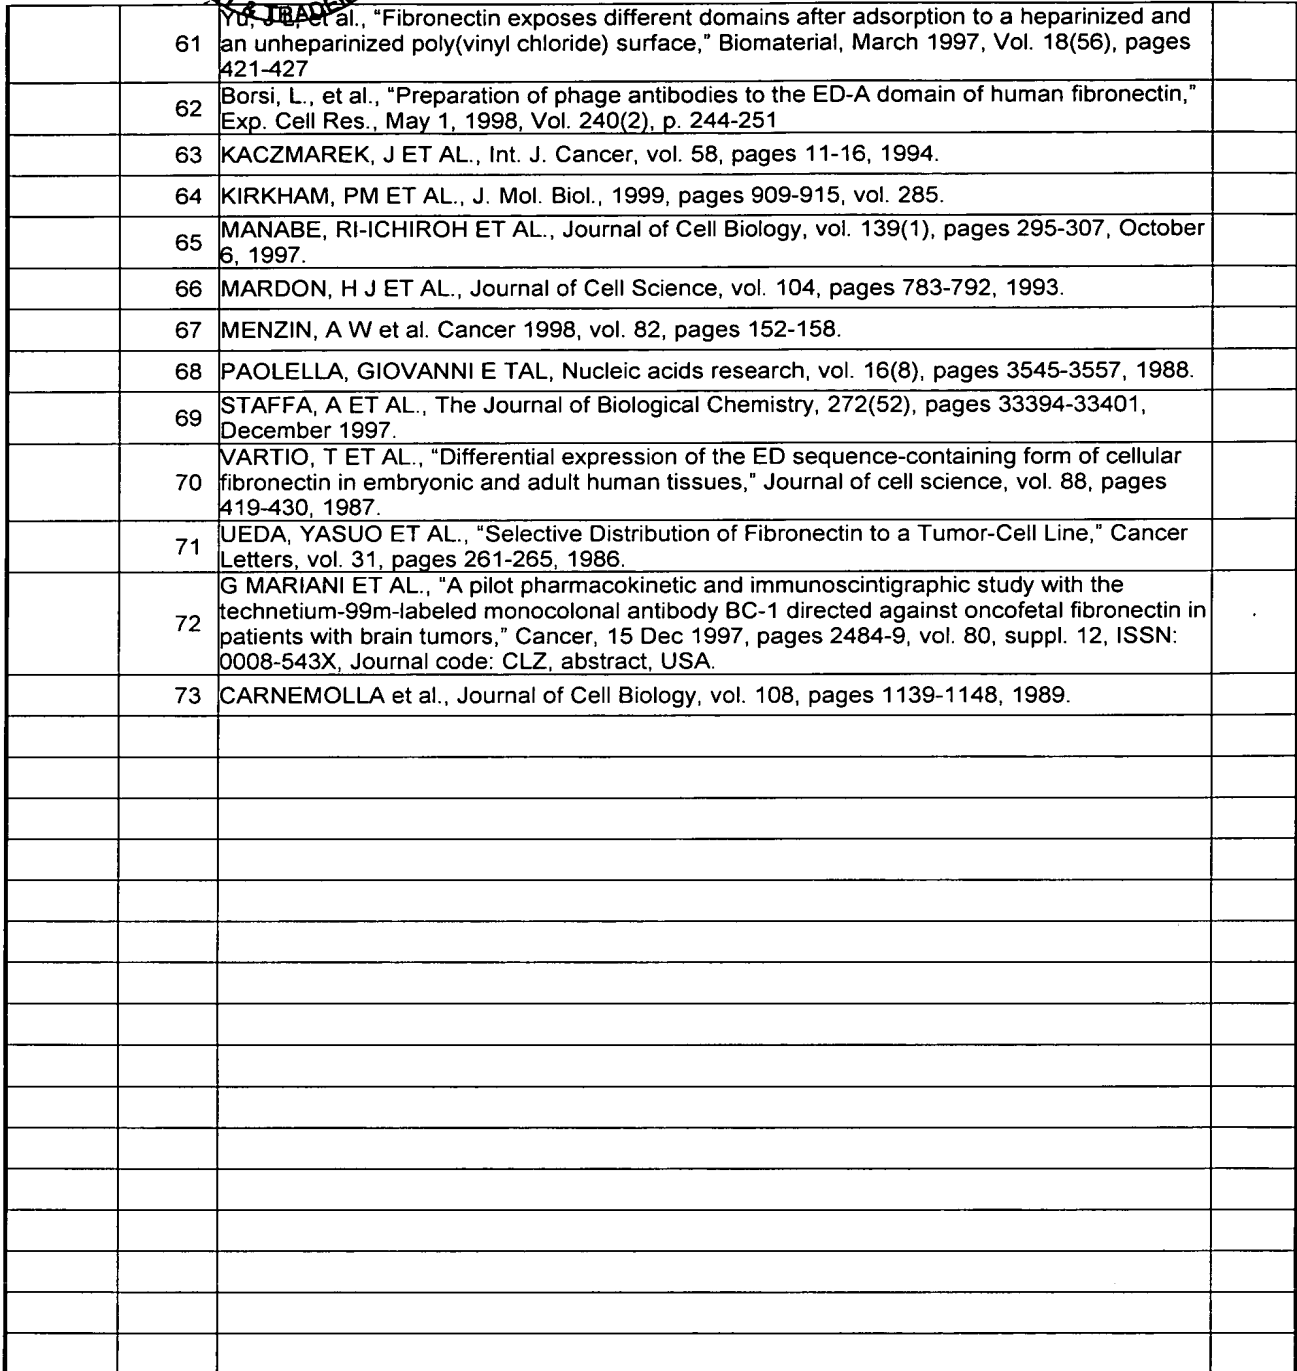 & TRADEM
Yu, J.L., et al., “Fibronectin exposes different domains after adsorption to a heparinized and
61 an unheparinized poly(vinyl chloride) surface,” Biomaterial, March 1997, Vol. 18(56), pages
421-427
Borsi, L., et al., “Preparation of phage antibodies to the ED-A domain of human fibronectin,”
62 Exp. Cell Res., May 1, 1998, Vol. 240(2), p. 244-251
63 KACZMAREK, J ET AL., Int. J. Cancer, vol. 58, pages 11-16, 1994.
64 KIRKHAM, PM ET AL., J. Mol. Biol., 1999, pages 909-915, vol. 285.
65 MANABE, RI-ICHIROH ET AL., Journal of Cell Biology, vol. 139(1), pages 295-307, October
6, 1997.
66 MARDON, H J ET AL., Journal of Cell Science, vol. 104, pages 783-792, 1993.
67 MENZIN, A W et al. Cancer 1998, vol. 82, pages 152-158.
68 PAOLELLA, GIOVANNI E TAL, Nucleic acids research, vol. 16(8), pages 3545-3557, 1988.
69 STAFFA, A ET AL., The Journal of Biological Chemistry, 272(52), pages 33394-33401,
December 1997.
VARTIO, T ET AL., “Differential expression of the ED sequence-containing form of cellular
70 fibronectin in embryonic and adult human tissues,” Journal of cell science, vol. 88, pages
419-430, 1987.
71 UEDA, YASUO ET AL., “Selective Distribution of Fibronectin to a Tumor-Cell Line,” Cancer
Letters, vol. 31, pages 261-265, 1986.
G MARIANI ET AL., “A pilot pharmacokinetic and immunoscintigraphic study with the
technetium-99m-labeled monocolonal antibody BC-1 directed against oncofetal fibronectin in
72 patients with brain tumors,” Cancer, 15 Dec 1997, pages 2484-9, vol. 80, suppl. 12, ISSN:
0008-543X, Journal code: CLZ, abstract, USA.
73 CARNEMOLLA et al., Journal of Cell Biology, vol. 108, pages 1139-1148, 1989.